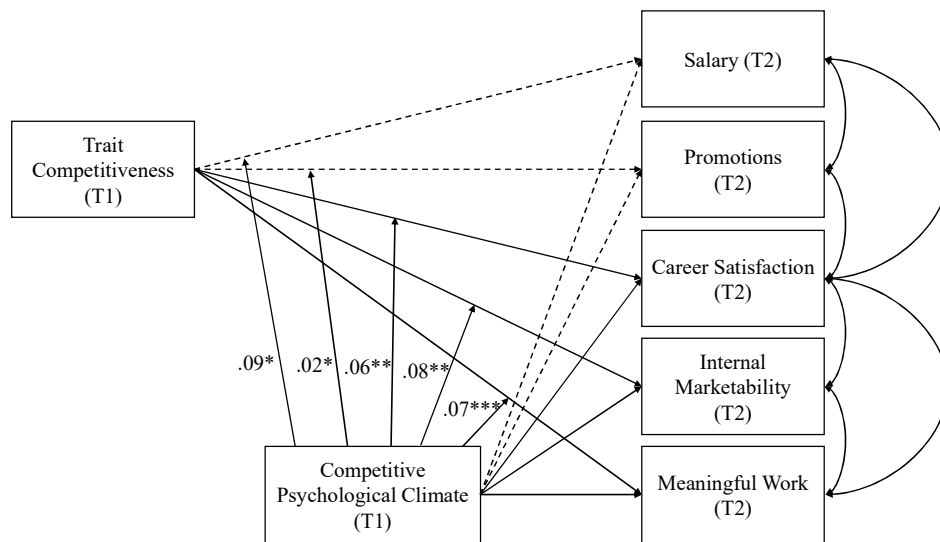 Salary (T2)
Trait
Competitiveness
(T1)
Promotions
(T2)
Career Satisfaction
(T2)
.09*
.02*
.06**
.08**
.07***
Internal
Marketability
(T2)
Competitive
Psychological Climate
(T1)
Meaningful Work
(T2)